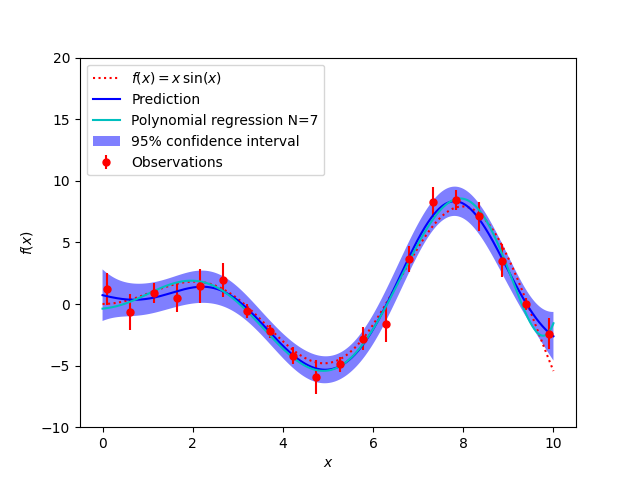 f(x) = x sin(x)
Prediction
Polynomial regression N=7
95% confidence interval
Observations
20
15
10
5
0
−5
−10
f(x)
0 2 4 6 8 10
x